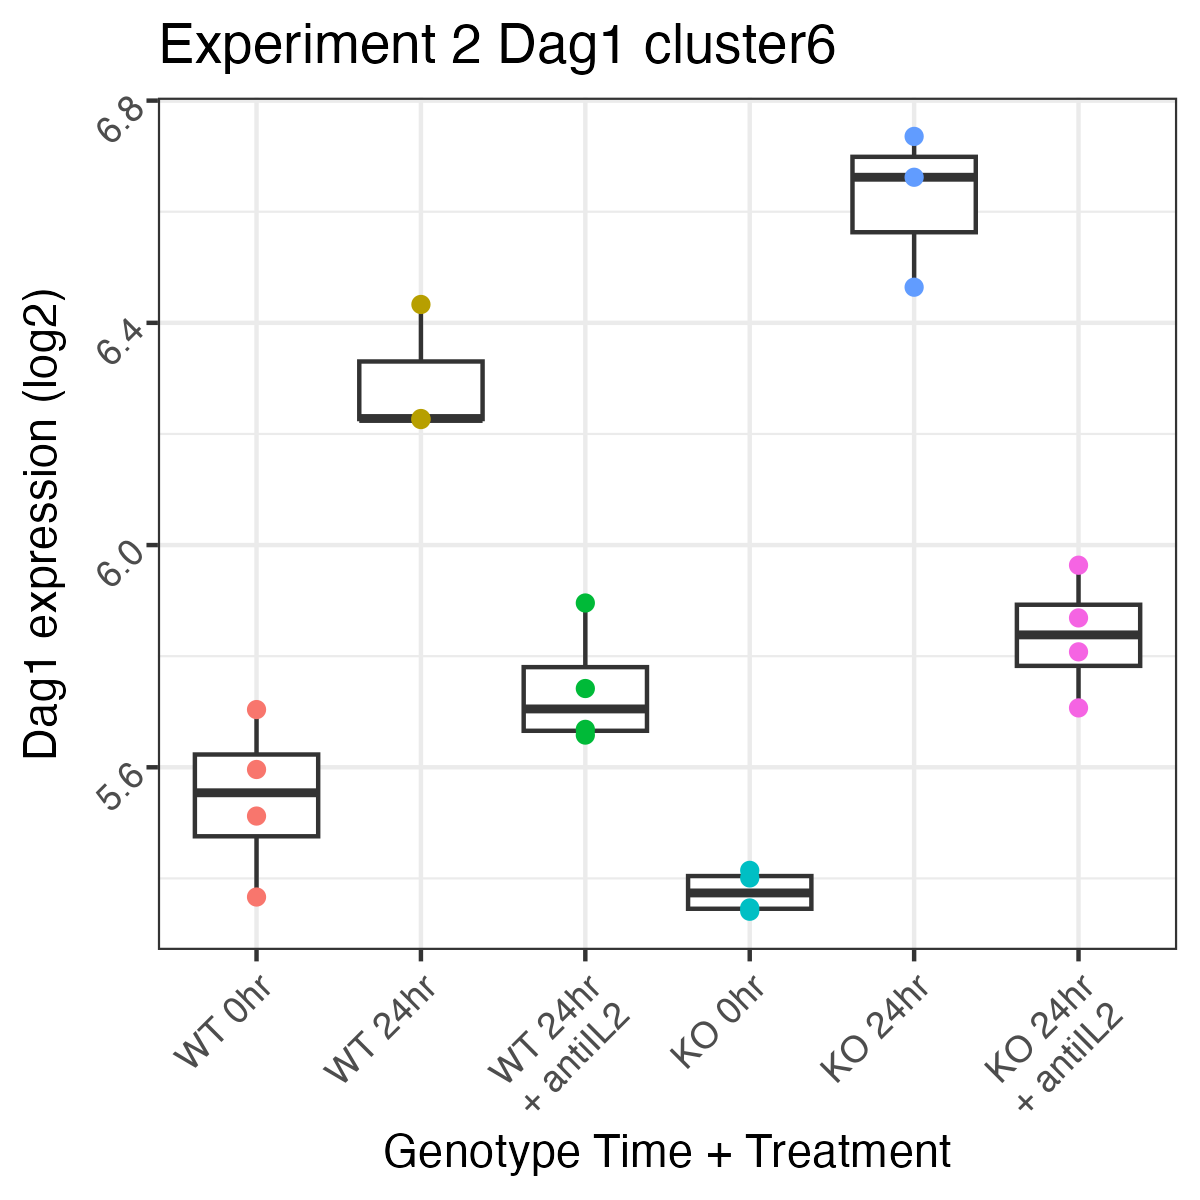 Experiment 2 Dag1 cluster6
Dag1 expression (log2)
6.8
6.4
6.0
5.6
WT 0hr
WT 24hr
WT 24hr
+ antiIL2
KO 0hr
KO 24hr
KO 24hr
+ antiIL2
Genotype Time + Treatment